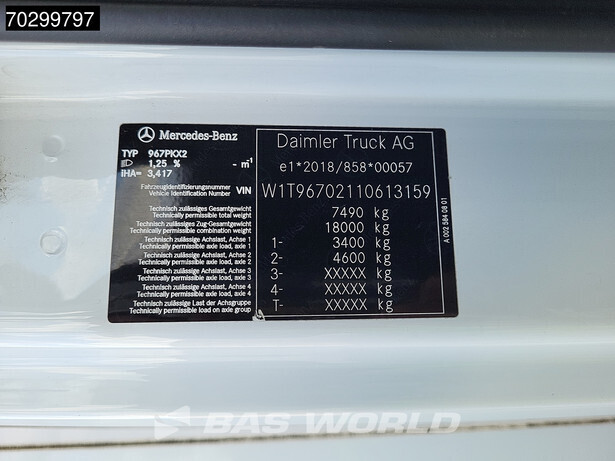 70299797
Mercedes-Benz
TYP 967PKX2
1,25 % - m-1
iHA= 3,417
Fahrzeugidentifizierungsnummer
Vehicle Identification Number VIN
Technisch zulässiges Gesamtgewicht
Technically permissible total weight
Technisch zulässiges Zug-Gesamtgewicht
Technically permissible combination weight
Technisch zulässige Achslast, Achse 1
Technically permissible axle load, axle 1
Technisch zulässige Achslast, Achse 2
Technically permissible axle load, axle 2
Technisch zulässige Achslast, Achse 3
Technically permissible axle load, axle 3
Technisch zulässige Achslast, Achse 4
Technically permissible axle load, axle 4
Technisch zulässige Last der Achsgruppe
Technically permissible load on axle group
Daimler Truck AG
e1*2018/858*00057
W1T96702110613159
7490 kg
18000 kg
1- 3400 kg
2- 4600 kg
3- XXXXX kg
4- XXXXX kg
T- XXXXX kg
A 002 584 08 01
BAS WORLD